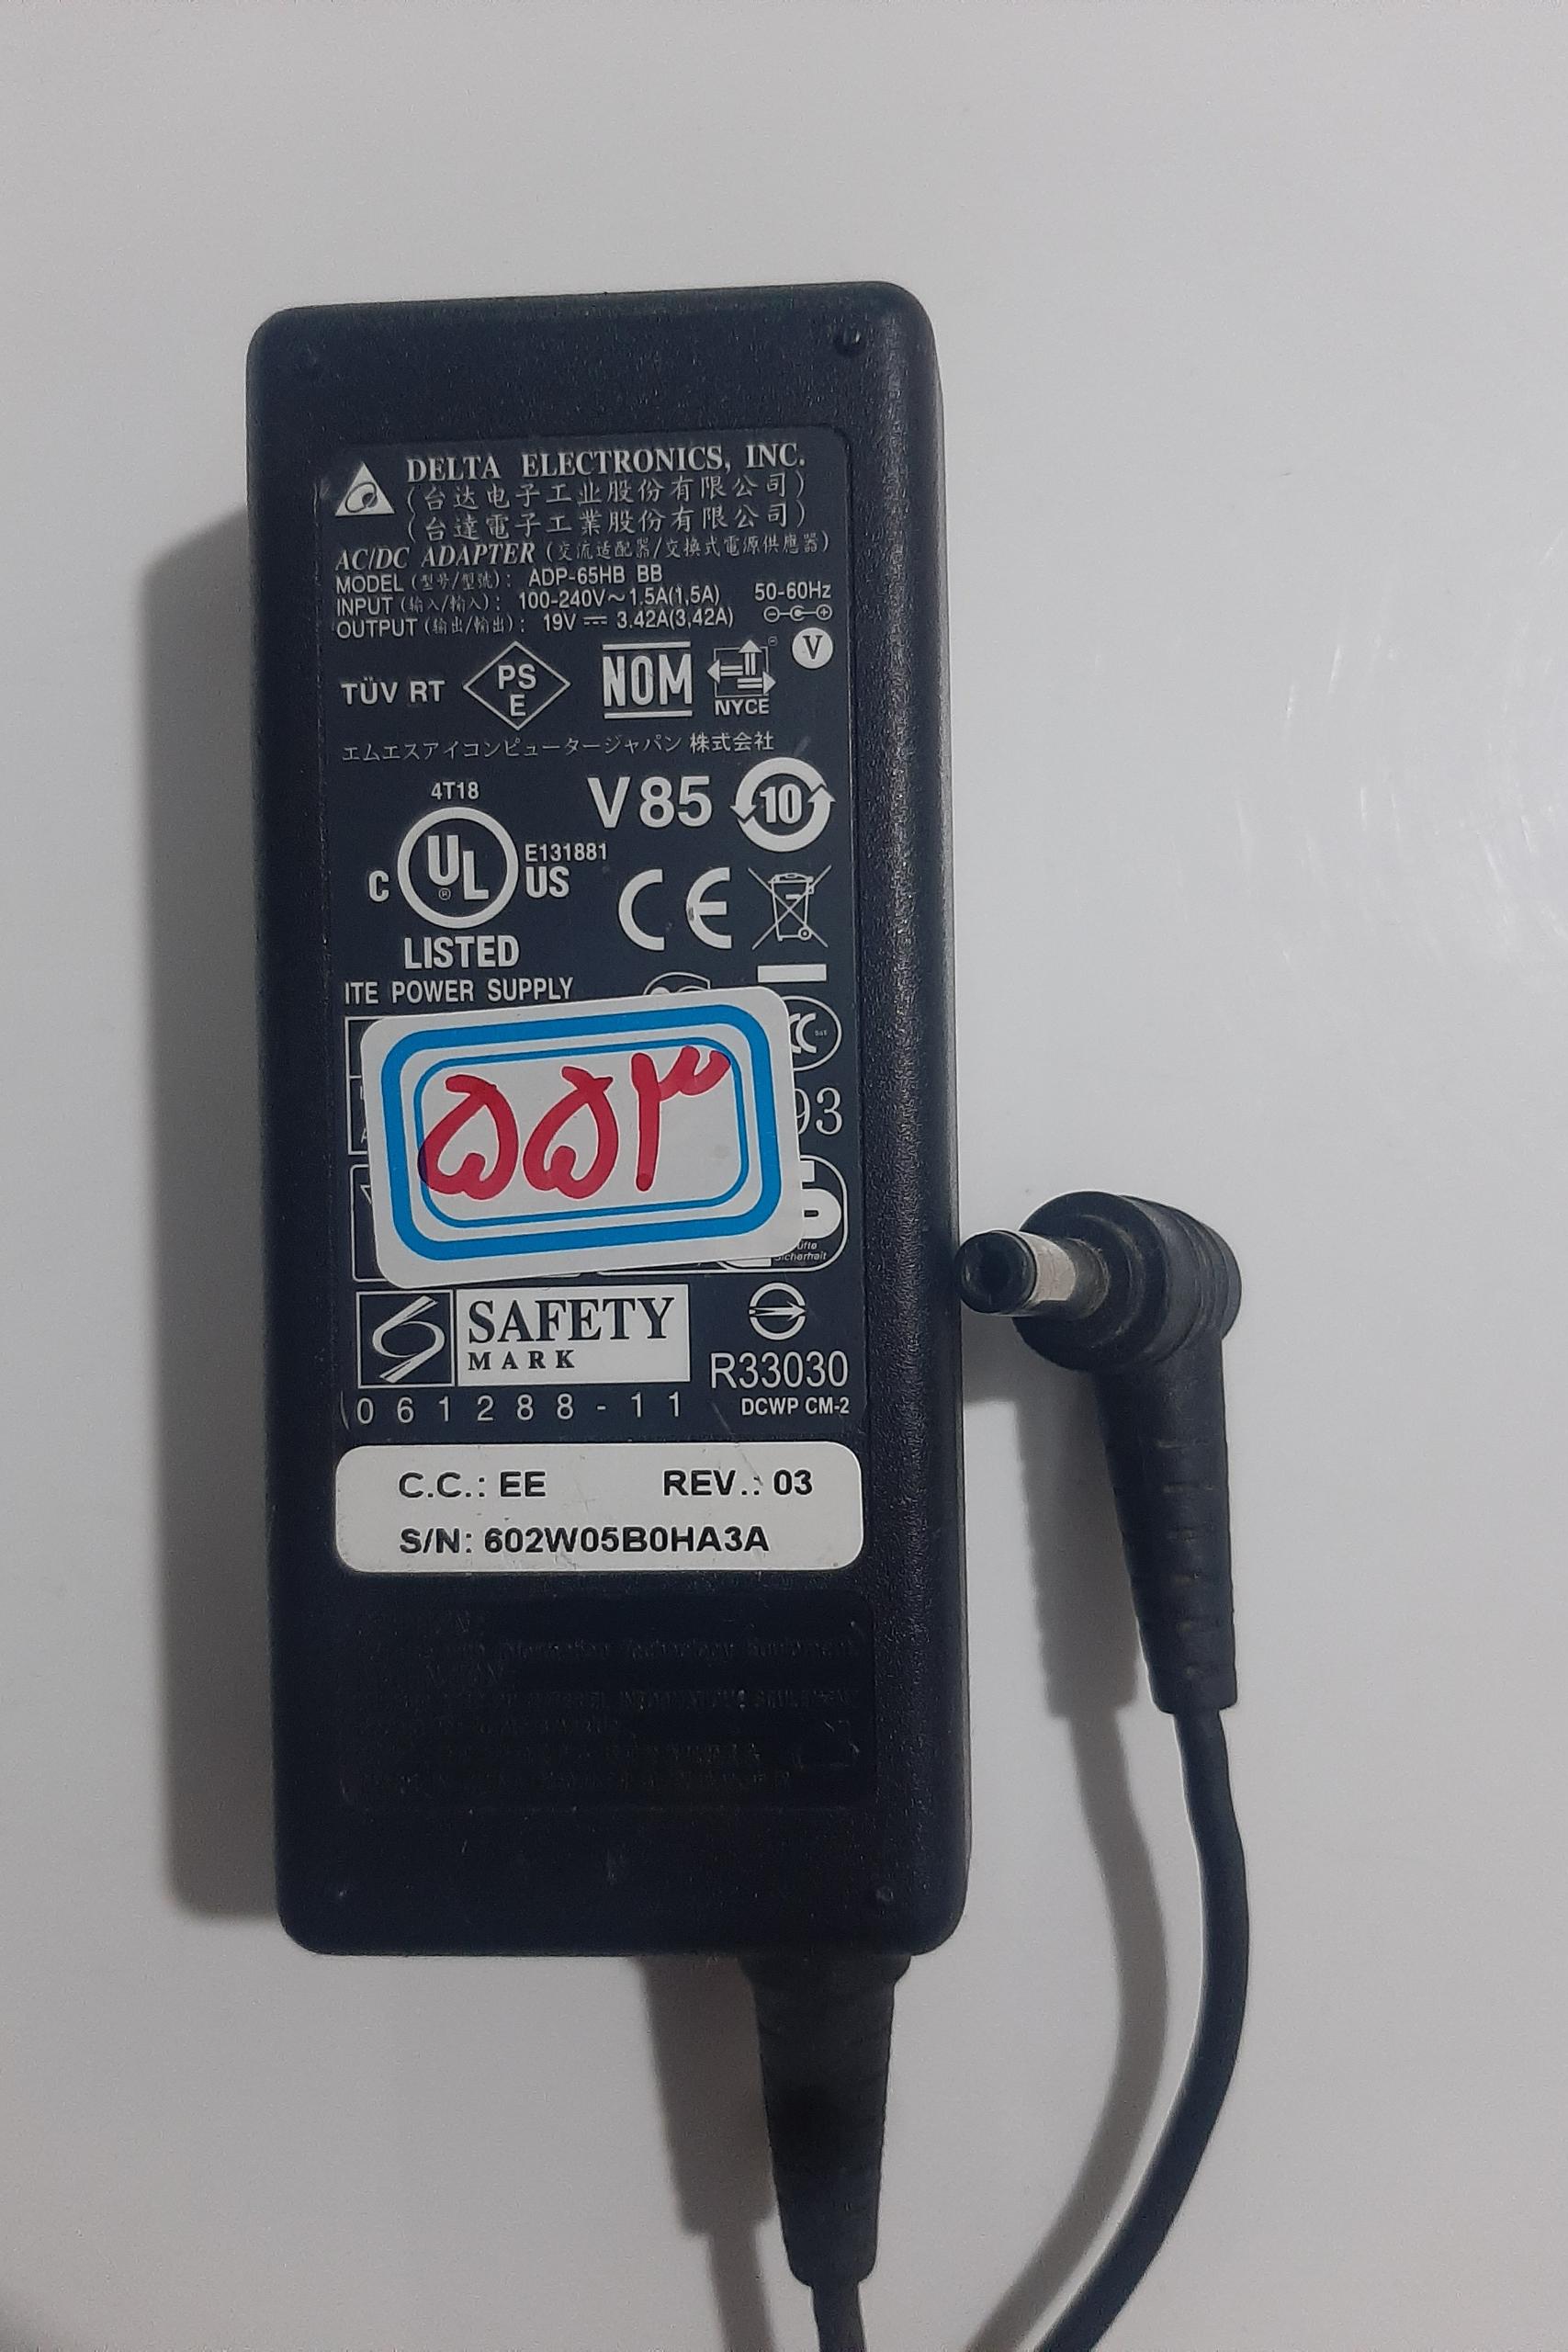 DELTA ELECTRONICS, INC.
(台达电子工业股份有限公司)
(台達電子工業股份有限公司)
AC/DC ADAPTER (交流适配器/交換式電源供應器)
MODEL (型号/型號): ADP-65HB BB
INPUT (输入/輸入): 100-240V~1.5A(1,5A) 50-60Hz
OUTPUT (输出/輸出): 19V ⎓ 3.42A(3,42A)
V
TÜV RT PS E NOM NYCE
エムエスアイコンピュータージャパン 株式会社
4T18 V85 10
C UL ® US E131881
CE
LISTED
ITE POWER SUPPLY
۵۵۳
93
Sicherheit
SAFETY
MARK
R33030
061288-11 DCWP CM-2
C.C.: EE REV.: 03
S/N: 602W05B0HA3A